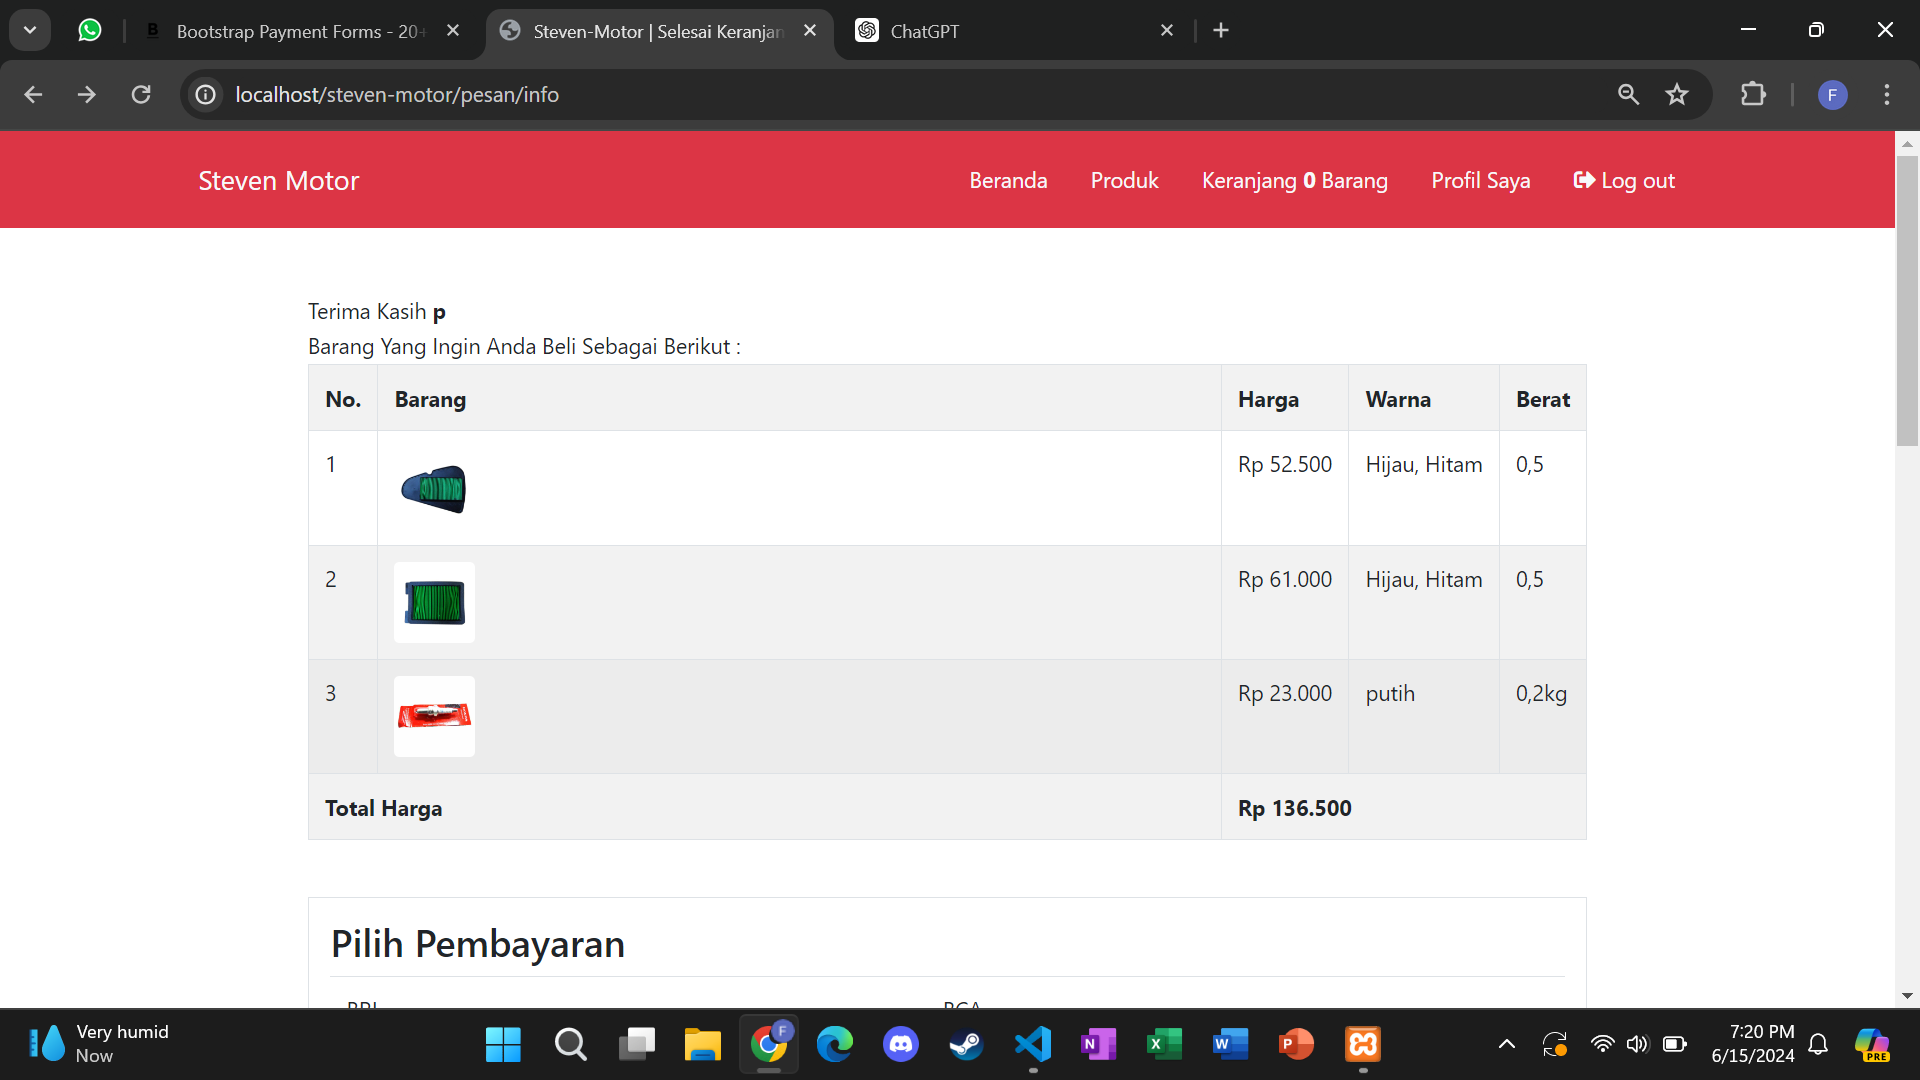 Bootstrap Payment Forms - 20+
Steven-Motor | Selesai Keranjan
ChatGPT
localhost/steven-motor/pesan/info
F
Steven Motor
Beranda
Produk
Keranjang 0 Barang
Profil Saya
Log out
Terima Kasih p
Barang Yang Ingin Anda Beli Sebagai Berikut :
No. Barang Harga Warna Berat
1 Rp 52.500 Hijau, Hitam 0,5
2 Rp 61.000 Hijau, Hitam 0,5
3 Rp 23.000 putih 0,2kg
Total Harga Rp 136.500
Pilih Pembayaran
BRI BCA
Very humid
Now
7:20 PM
6/15/2024
PRE